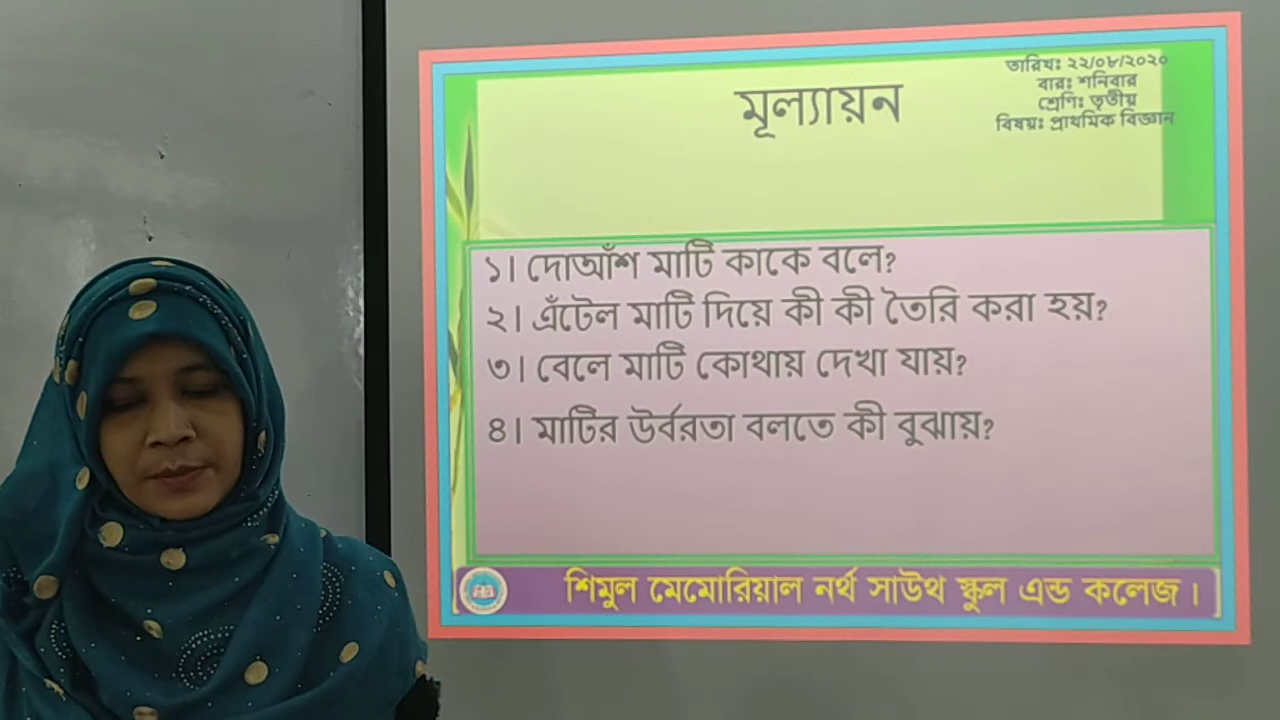 মূল্যায়ন
তারিখঃ ২২/০৮/২০২০
বারঃ শনিবার
শ্রেণিঃ তৃতীয়
বিষয়ঃ প্রাথমিক বিজ্ঞান
১। দোআঁশ মাটি কাকে বলে?
২। এঁটেল মাটি দিয়ে কী কী তৈরি করা হয়?
৩। বেলে মাটি কোথায় দেখা যায়?
৪। মাটির উর্বরতা বলতে কী বুঝায়?
শিমুল মেমোরিয়াল নর্থ সাউথ স্কুল এন্ড কলেজ।